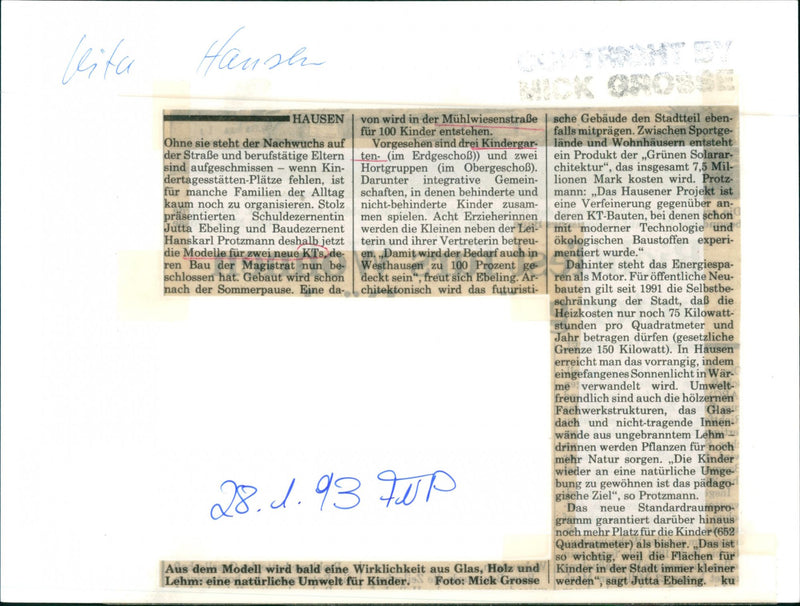 Kita Hausen
COPYRIGHT BY
MICK GROSSE
HAUSEN
Ohne sie steht der Nachwuchs auf
der Straße und berufstätige Eltern
sind aufgeschmissen – wenn Kin-
dertagesstätten-Plätze fehlen, ist
für manche Familien der Alltag
kaum noch zu organisieren. Stolz
präsentierten Schuldezernentin
Jutta Ebeling und Baudezernent
Hanskarl Protzmann deshalb jetzt
die Modelle für zwei neue KTs, de-
ren Bau der Magistrat nun be-
schlossen hat. Gebaut wird schon
nach der Sommerpause. Eine da-
von wird in der Mühlwiesenstraße
für 100 Kinder entstehen.
Vorgesehen sind drei Kindergar-
ten- (im Erdgeschoß)) und zwei
Hortgruppen (im Obergeschoß).
Darunter integrative Gemein-
schaften, in denen behinderte und
nicht-behinderte Kinder zusam-
men spielen. Acht Erzieherinnen
werden die Kleinen neben der Lei-
terin und ihrer Vertreterin betreu-
en. „Damit wird der Bedarf auch in
Westhausen zu 100 Prozent ge-
deckt sein“, freut sich Ebeling. Ar-
chitektonisch wird das futuristi-
sche Gebäude den Stadtteil eben-
falls mitprägen. Zwischen Sportge-
lände und Wohnhäusern entsteht
ein Produkt der „Grünen Solarar-
chitektur“, das insgesamt 7,5 Mil-
lionen Mark kosten wird. Protz-
mann: „Das Hausener Projekt ist
eine Verfeinerung gegenüber an-
deren KT-Bauten, bei denen schon
mit moderner Technologie und
ökologischen Baustoffen experi-
mentiert wurde.“
Dahinter steht das Energiespa-
ren als Motor. Für öffentliche Neu-
bauten gilt seit 1991 die Selbstbe-
schränkung der Stadt, daß die
Heizkosten nur noch 75 Kilowatt-
stunden pro Quadratmeter und
Jahr betragen dürfen (gesetzliche
Grenze 150 Kilowatt). In Hausen
erreicht man das vorrangig, indem
eingefangenes Sonnenlicht in Wär-
me verwandelt wird. Umwelt-
freundlich sind auch die hölzernen
Fachwerkstrukturen, das Glas-
dach und nicht-tragende Innen-
wände aus ungebranntem Lehm –
drinnen werden Pflanzen für noch
mehr Natur sorgen. „Die Kinder
wieder an eine natürliche Umge-
bung zu gewöhnen ist das pädago-
gische Ziel“, so Protzmann.
Das neue Standardraumpro-
gramm garantiert darüber hinaus
noch mehr Platz für die Kinder (652
Quadratmeter) als bisher. „Das ist
so wichtig, weil die Flächen für
Kinder in der Stadt immer kleiner
werden“, sagt Jutta Ebeling. ku
28.1.93 FNP
Aus dem Modell wird bald eine Wirklichkeit aus Glas, Holz und
Lehm: eine natürliche Umwelt für Kinder. Foto: Mick Grosse